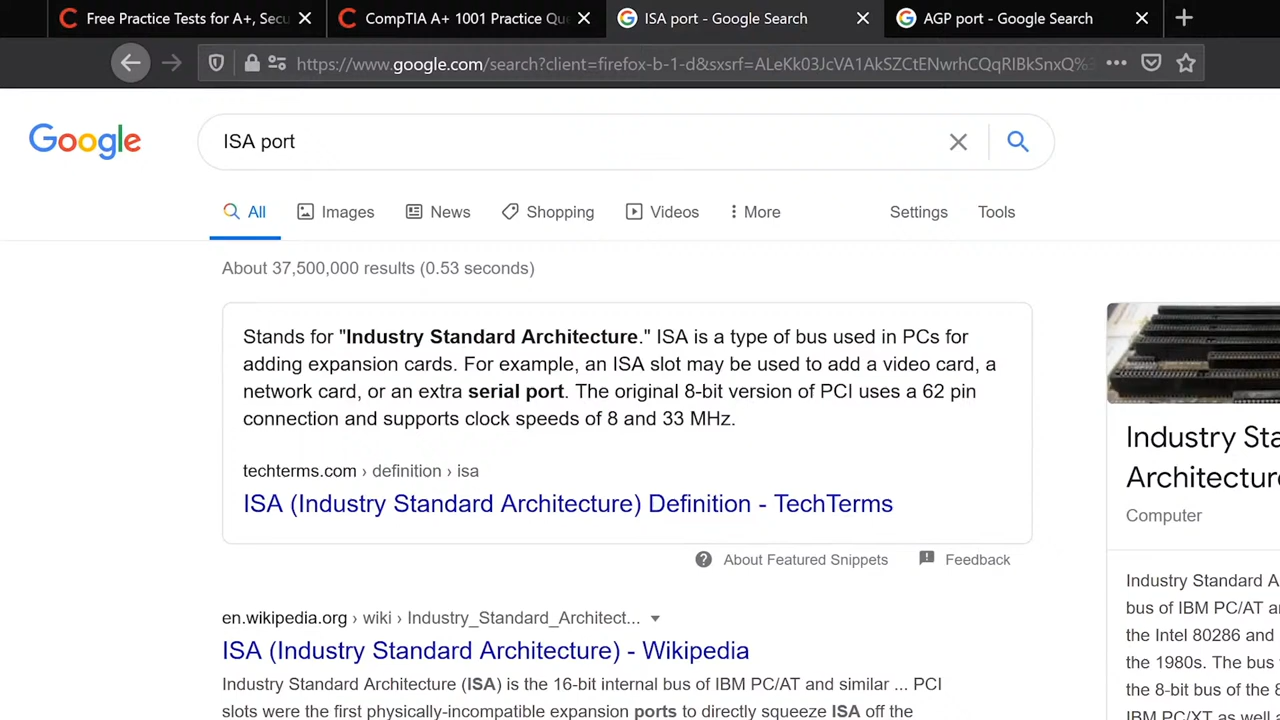 Free Practice Tests for A+, Secu
CompTIA A+ 1001 Practice Que
ISA port - Google Search
AGP port - Google Search
https://www.google.com/search?client=firefox-b-1-d&sxsrf=ALeKk03JcVA1AkSZCtENwrhCQqRIBkSnxQ%3
Google
ISA port
All
Images
News
Shopping
Videos
More
Settings
Tools
About 37,500,000 results (0.53 seconds)
Stands for "Industry Standard Architecture." ISA is a type of bus used in PCs for
adding expansion cards. For example, an ISA slot may be used to add a video card, a
network card, or an extra serial port. The original 8-bit version of PCI uses a 62 pin
connection and supports clock speeds of 8 and 33 MHz.
techterms.com › definition › isa
ISA (Industry Standard Architecture) Definition - TechTerms
About Featured Snippets
Feedback
en.wikipedia.org › wiki › Industry_Standard_Architect...
ISA (Industry Standard Architecture) - Wikipedia
Industry Standard Architecture (ISA) is the 16-bit internal bus of IBM PC/AT and similar ... PCI
slots were the first physically-incompatible expansion ports to directly squeeze ISA off the
Industry Sta
Architecture
Computer
Industry Standard A
bus of IBM PC/AT a
the Intel 80286 and
the 1980s. The bus
the 8-bit bus of the 8
IBM PC/XT as well a